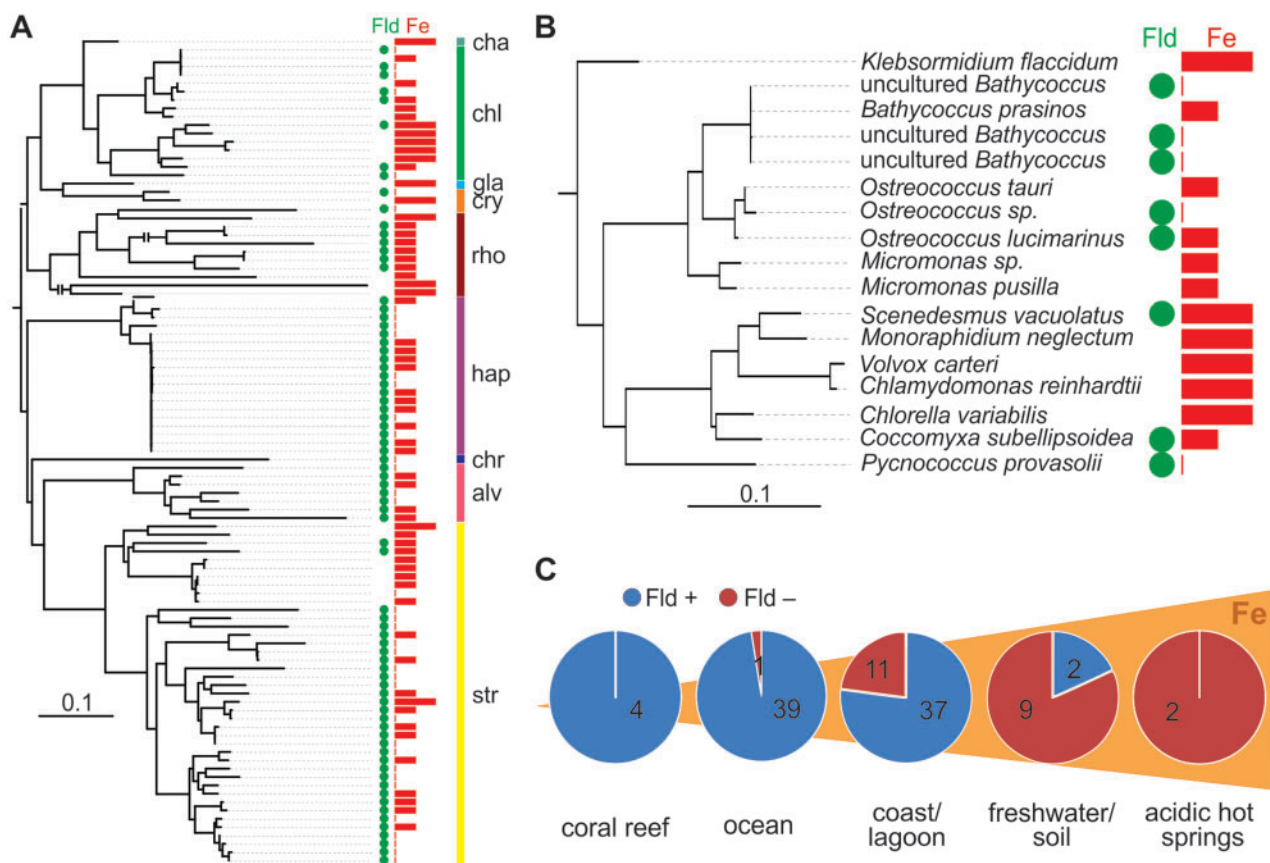 A
Fld Fe
cha
chl
gla
cry
rho
hap
chr
alv
str
0.1
B
Fld Fe
Klebsormidium flaccidum
uncultured Bathycoccus
Bathycoccus prasinos
uncultured Bathycoccus
uncultured Bathycoccus
Ostreococcus tauri
Ostreococcus sp.
Ostreococcus lucimarinus
Micromonas sp.
Micromonas pusilla
Scenedesmus vacuolatus
Monoraphidium neglectum
Volvox carteri
Chlamydomonas reinhardtii
Chlorella variabilis
Coccomyxa subellipsoidea
Pycnococcus provasolii
0.1
C
Fld + Fld –
Fe
4
1
39
11
37
2
9
2
coral reef
ocean
coast/
lagoon
freshwater/
soil
acidic hot
springs